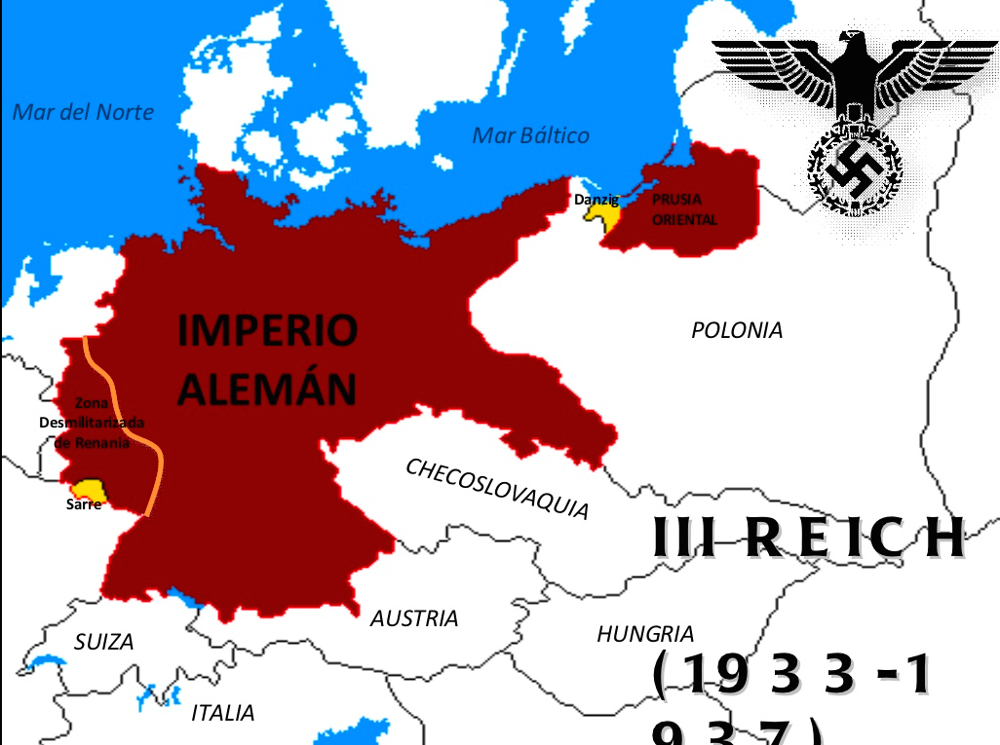 Mar del Norte
Mar Báltico
Danzig
PRUSIA
ORIENTAL
IMPERIO
ALEMÁN
POLONIA
Zona
Desmilitarizada
de Renania
Sarre
CHECOSLOVAQUIA
III REICH
AUSTRIA
HUNGRIA
SUIZA
ITALIA
(1933-1
937)